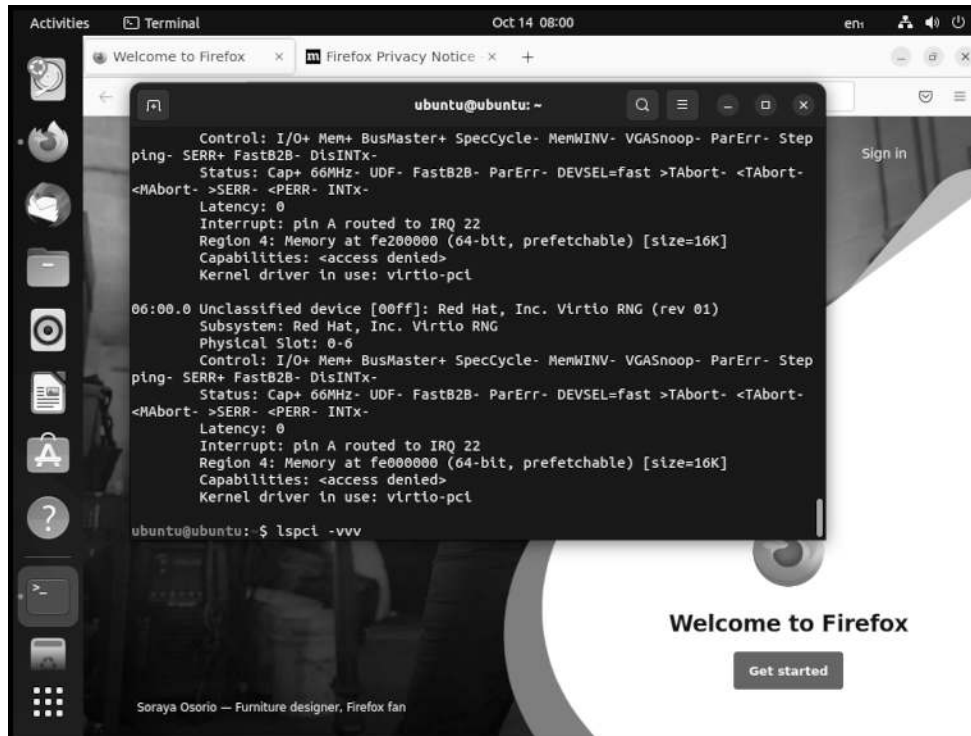 Activities
Terminal
Oct 14 08:00
en₁
Welcome to Firefox × m Firefox Privacy Notice × +
ubuntu@ubuntu: ~
Control: I/O+ Mem+ BusMaster+ SpecCycle- MemWINV- VGASnoop- ParErr- Step
ping- SERR+ FastB2B- DisINTx-
Status: Cap+ 66MHz- UDF- FastB2B- ParErr- DEVSEL=fast >TAbort- <TAbort-
<MAbort- >SERR- <PERR- INTx-
Latency: 0
Interrupt: pin A routed to IRQ 22
Region 4: Memory at fe200000 (64-bit, prefetchable) [size=16K]
Capabilities: <access denied>
Kernel driver in use: virtio-pci
06:00.0 Unclassified device [00ff]: Red Hat, Inc. Virtio RNG (rev 01)
Subsystem: Red Hat, Inc. Virtio RNG
Physical Slot: 0-6
Control: I/O+ Mem+ BusMaster+ SpecCycle- MemWINV- VGASnoop- ParErr- Step
ping- SERR+ FastB2B- DisINTx-
Status: Cap+ 66MHz- UDF- FastB2B- ParErr- DEVSEL=fast >TAbort- <TAbort-
<MAbort- >SERR- <PERR- INTx-
Latency: 0
Interrupt: pin A routed to IRQ 22
Region 4: Memory at fe000000 (64-bit, prefetchable) [size=16K]
Capabilities: <access denied>
Kernel driver in use: virtio-pci
ubuntu@ubuntu:~$ lspci -vvv
Sign in
Welcome to Firefox
Get started
Soraya Osorio — Furniture designer, Firefox fan